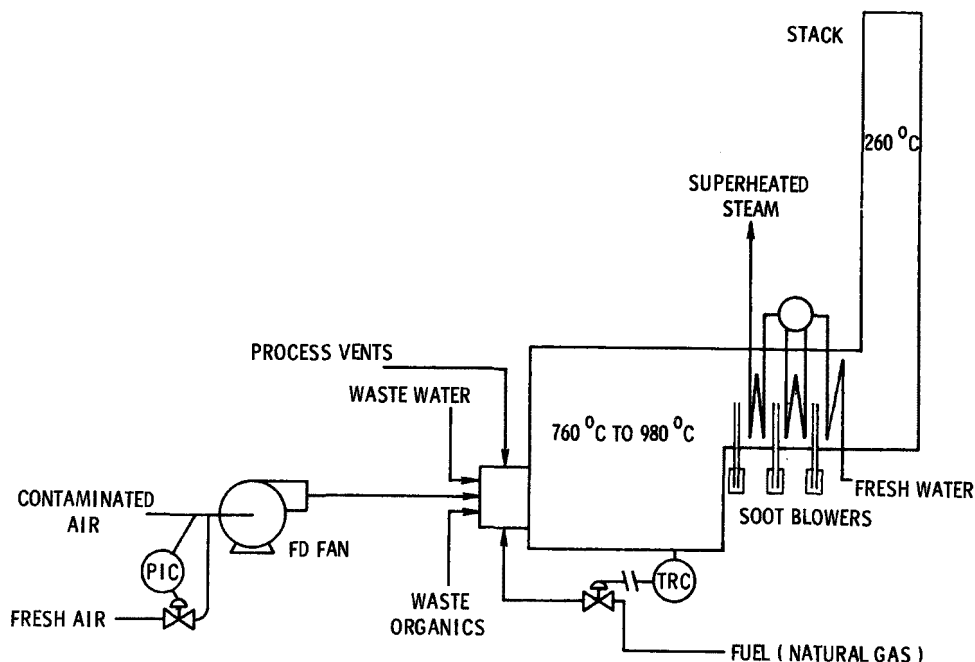 STACK
260 °C
SUPERHEATED
STEAM
PROCESS VENTS
WASTE WATER
760 °C TO 980 °C
CONTAMINATED
AIR
FD FAN
FRESH WATER
SOOT BLOWERS
PIC
TRC
FRESH AIR
WASTE
ORGANICS
FUEL ( NATURAL GAS )